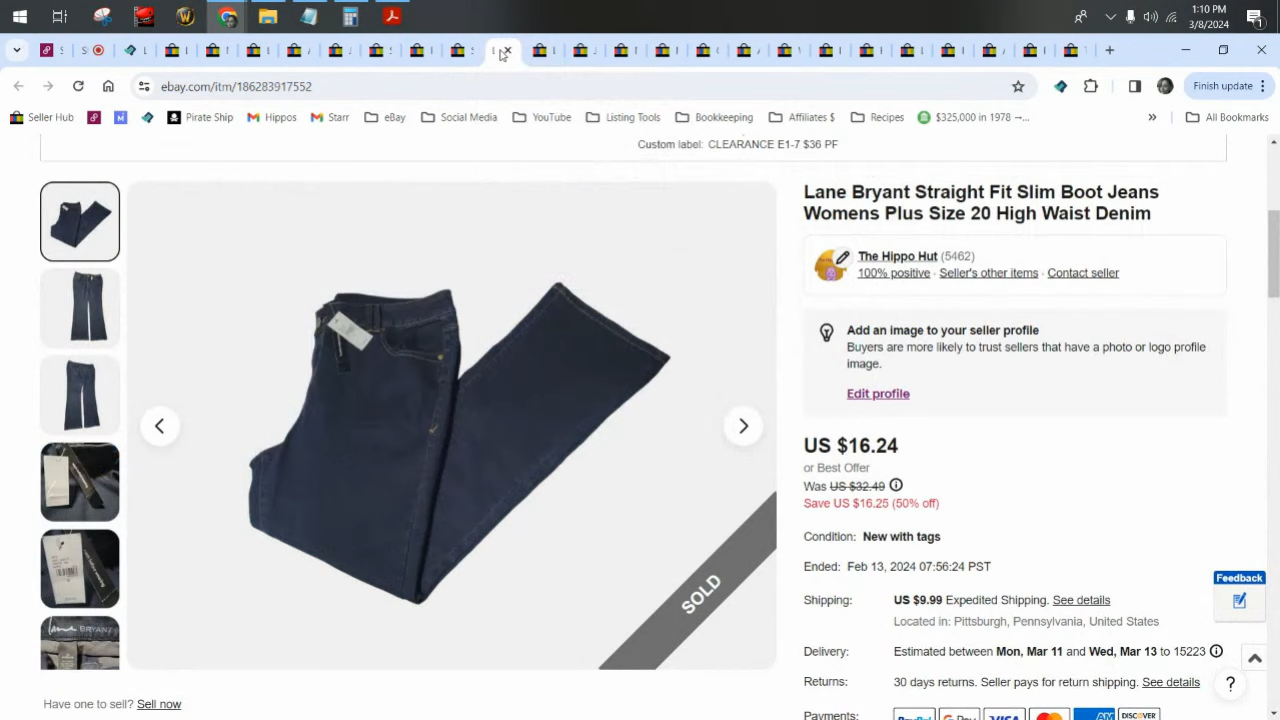 1:10 PM
3/8/2024
ebay.com/itm/186283917552
Finish update
Seller Hub
Pirate Ship
Hippos
Starr
eBay
Social Media
YouTube
Listing Tools
Bookkeeping
Affiliates $
Recipes
$325,000 in 1978 →...
»
All Bookmarks
Custom label: CLEARANCE E1-7 $36 PF
Lane Bryant Straight Fit Slim Boot Jeans
Womens Plus Size 20 High Waist Denim
The Hippo Hut (5462)
100% positive · Seller's other items · Contact seller
Add an image to your seller profile
Buyers are more likely to trust sellers that have a photo or logo profile
image.
Edit profile
US $16.24
or Best Offer
Was US $32.49
Save US $16.25 (50% off)
Condition: New with tags
Ended: Feb 13, 2024 07:56:24 PST
SOLD
Feedback
Shipping: US $9.99 Expedited Shipping. See details
Located in: Pittsburgh, Pennsylvania, United States
Delivery: Estimated between Mon, Mar 11 and Wed, Mar 13 to 15223
Returns: 30 days returns. Seller pays for return shipping. See details
?
BRYAN
Have one to sell? Sell now
Payments: PayPal G Pay VISA AM DISCOVER